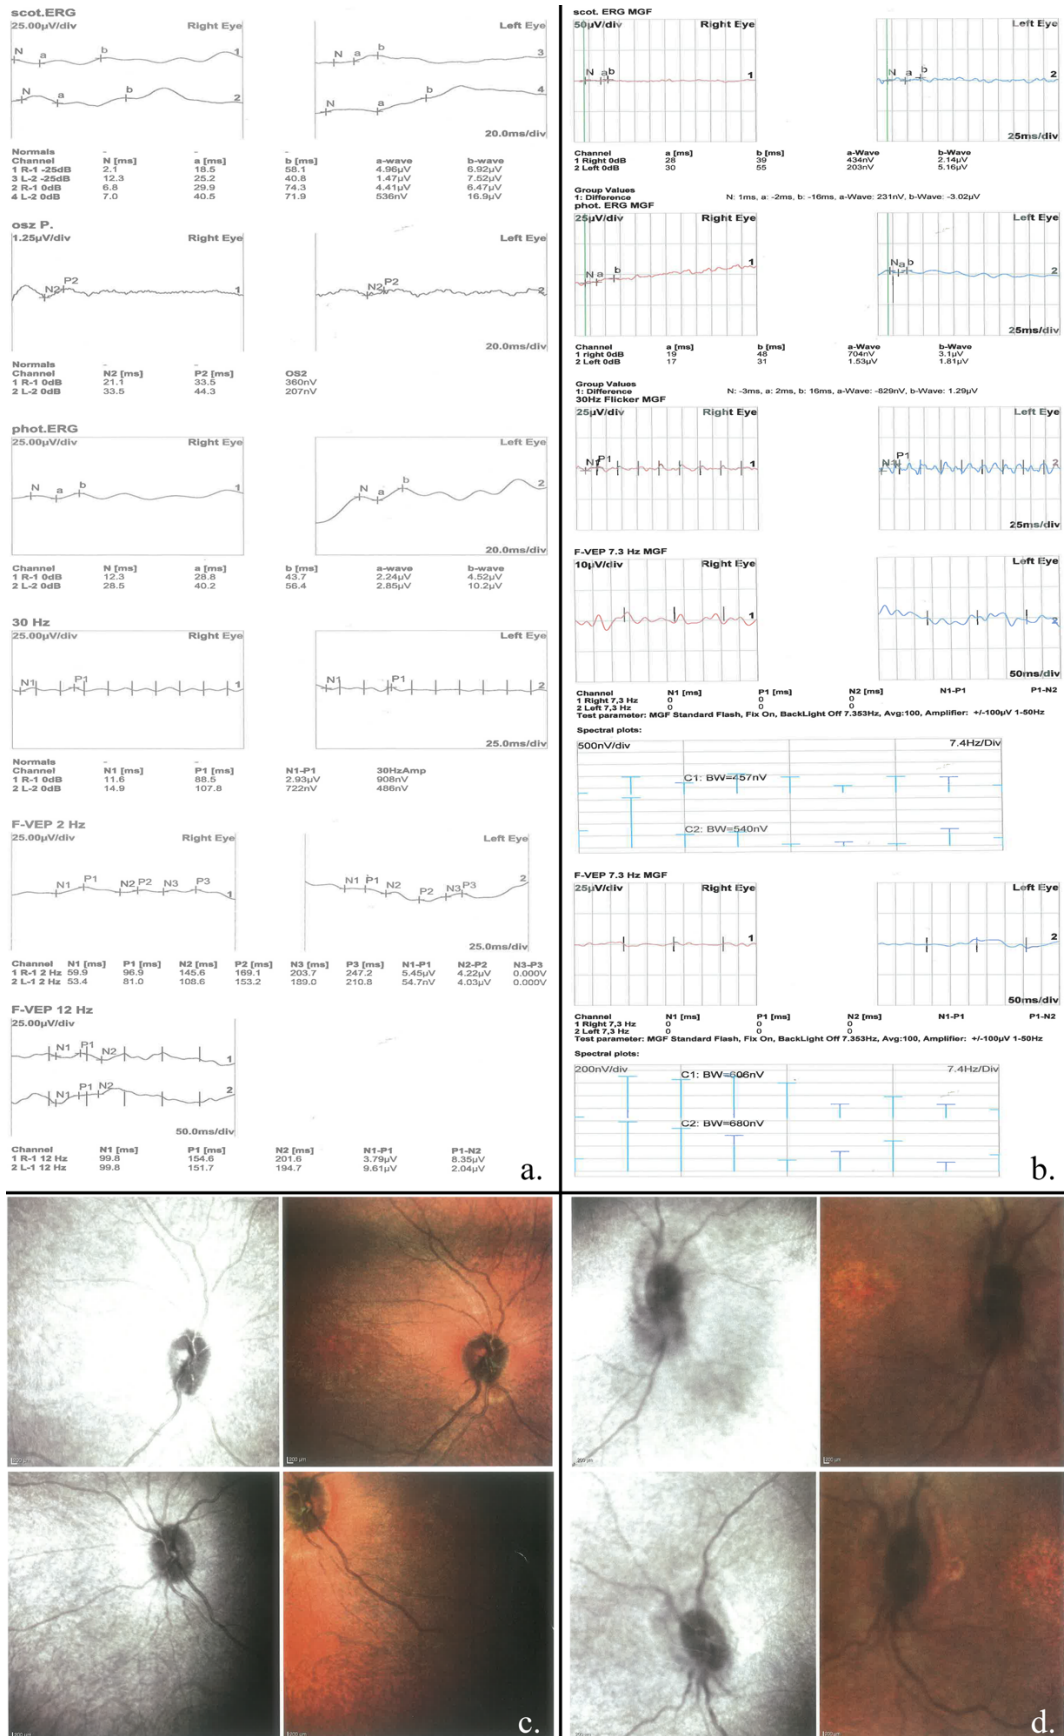 scot.ERG
25.00µV/div Right Eye Left Eye
N a b 1
N a b 3
N a b 2
N a b 4
20.0ms/div
Normals - -
Channel N [ms] a [ms] b [ms] a-wave b-wave
1 R-1 -25dB 2.1 18.5 58.1 4.96µV 6.92µV
3 L-2 -25dB 12.3 25.2 40.8 1.47µV 7.52µV
2 R-1 0dB 6.8 29.9 74.3 4.41µV 6.47µV
4 L-2 0dB 7.0 40.5 71.9 536nV 16.9µV
osz P.
1.25µV/div Right Eye Left Eye
N2 P2 1
N2 P2 2
20.0ms/div
Normals - -
Channel N2 [ms] P2 [ms] OS2
1 R-1 0dB 21.1 33.5 360nV
2 L-2 0dB 33.5 44.3 207nV
phot.ERG
25.00µV/div Right Eye Left Eye
N a b 1
N a b 2
20.0ms/div
Channel N [ms] a [ms] b [ms] a-wave b-wave
1 R-1 0dB 12.3 28.8 43.7 2.24µV 4.52µV
2 L-2 0dB 28.5 40.2 56.4 2.85µV 10.2µV
30 Hz
25.00µV/div Right Eye Left Eye
N1 P1 1
N1 P1 2
25.0ms/div
Normals - -
Channel N1 [ms] P1 [ms] N1-P1 30HzAmp
1 R-1 0dB 11.6 88.5 2.93µV 908nV
2 L-2 0dB 14.9 107.8 722nV 486nV
F-VEP 2 Hz
25.00µV/div Right Eye Left Eye
N1 P1 N2 P2 N3 P3 1
N1 P1 N2 P2 N3 P3 2
25.0ms/div
Channel N1 [ms] P1 [ms] N2 [ms] P2 [ms] N3 [ms] P3 [ms] N1-P1 N2-P2 N3-P3
1 R-1 2 Hz 59.9 96.9 145.6 169.1 203.7 247.2 5.45µV 4.22µV 0.000V
2 L-1 2 Hz 53.4 81.0 108.6 153.2 189.0 210.8 54.7nV 4.03µV 0.000V
F-VEP 12 Hz
25.00µV/div
N1 P1 N2 1
N1 P1 N2 2
50.0ms/div
Channel N1 [ms] P1 [ms] N2 [ms] N1-P1 P1-N2
1 R-1 12 Hz 99.8 154.6 201.6 3.79µV 8.35µV
2 L-1 12 Hz 99.8 151.7 194.7 9.61µV 2.04µV
a.
scot. ERG MGF
50µV/div Right Eye Left Eye
N a b 1
N a b 2
25ms/div
Channel a [ms] b [ms] a-Wave b-Wave
1 Right 0dB 28 39 434nV 2.14µV
2 Left 0dB 30 55 203nV 5.16µV
Group Values
1: Difference N: 1ms, a: -2ms, b: -16ms, a-Wave: 231nV, b-Wave: -3.02µV
phot. ERG MGF
25µV/div Right Eye Left Eye
N a b 1
N a b 2
25ms/div
Channel a [ms] b [ms] a-Wave b-Wave
1 right 0dB 19 48 704nV 3.1µV
2 Left 0dB 17 31 1.53µV 1.81µV
Group Values
1: Difference N: -3ms, a: 2ms, b: 16ms, a-Wave: -829nV, b-Wave: 1.29µV
30Hz Flicker MGF
25µV/div Right Eye Left Eye
N1 P1 1
P1 2
25ms/div
F-VEP 7.3 Hz MGF
10µV/div Right Eye Left Eye
1
2
50ms/div
Channel N1 [ms] P1 [ms] N2 [ms] N1-P1 P1-N2
1 Right 7,3 Hz 0 0 0
2 Left 7,3 Hz 0 0 0
Test parameter: MGF Standard Flash, Fix On, BackLight Off 7.353Hz, Avg:100, Amplifier: +/-100µV 1-50Hz
Spectral plots:
500nV/div 7.4Hz/Div
C1: BW=457nV
C2: BW=540nV
F-VEP 7.3 Hz MGF
25µV/div Right Eye Left Eye
1
2
50ms/div
Channel N1 [ms] P1 [ms] N2 [ms] N1-P1 P1-N2
1 Right 7,3 Hz 0 0 0
2 Left 7,3 Hz 0 0 0
Test parameter: MGF Standard Flash, Fix On, BackLight Off 7.353Hz, Avg:100, Amplifier: +/-100µV 1-50Hz
Spectral plots:
200nV/div 7.4Hz/Div
C1: BW=606nV
C2: BW=680nV
b.
200 µm
200 µm
200 µm
200 µm
c.
200 µm
200 µm
200 µm
200 µm
d.